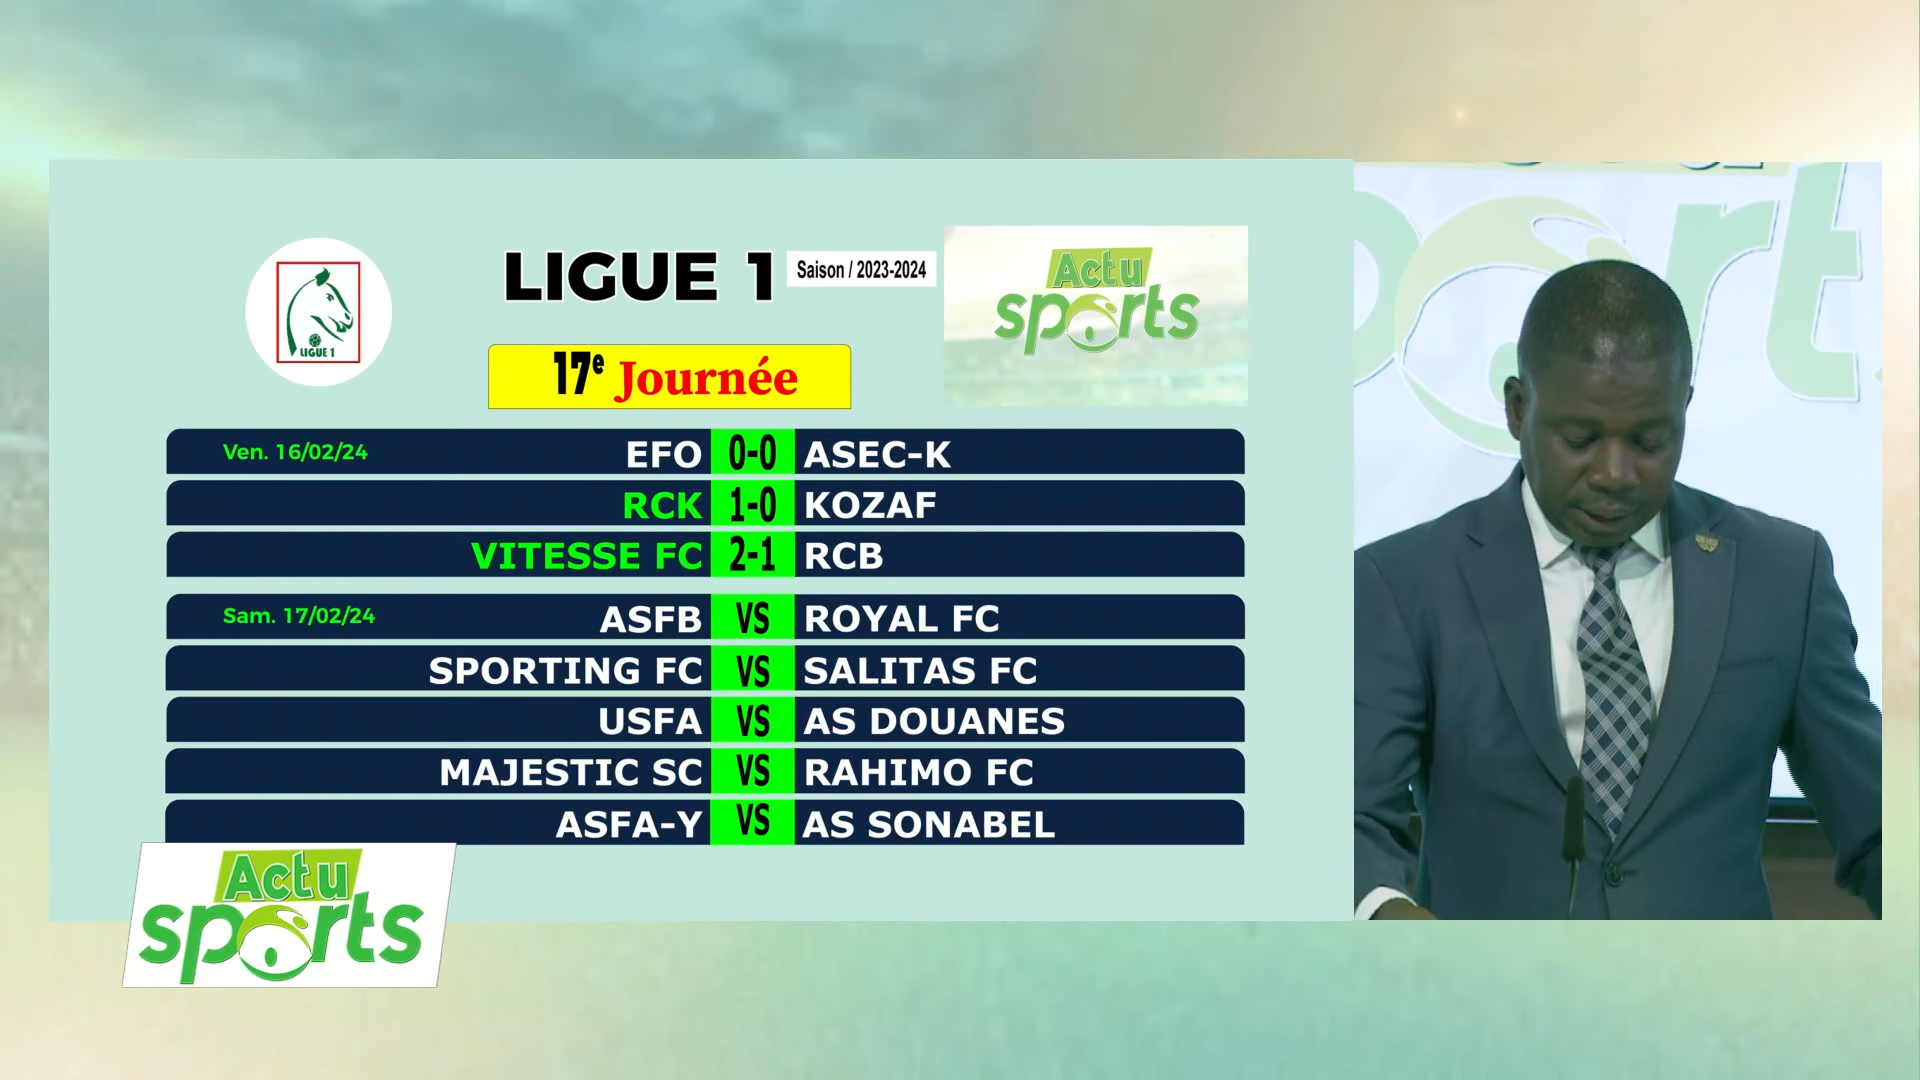 LIGUE 1 Saison / 2023-2024
LIGUE 1
Actu
sports
17e Journée
Ven. 16/02/24 EFO 0-0 ASEC-K
RCK 1-0 KOZAF
VITESSE FC 2-1 RCB
Sam. 17/02/24 ASFB VS ROYAL FC
SPORTING FC VS SALITAS FC
USFA VS AS DOUANES
MAJESTIC SC VS RAHIMO FC
ASFA-Y VS AS SONABEL
Actu
sports